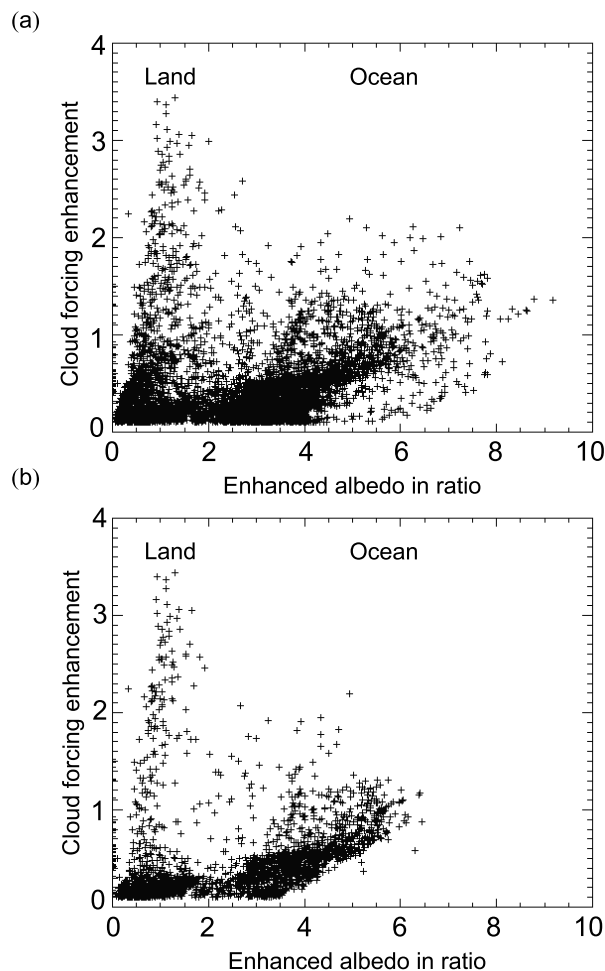 (a)
4
Land Ocean
3
Cloud forcing enhancement
2
1
0
0 2 4 6 8 10
Enhanced albedo in ratio
(b)
4
Land Ocean
3
Cloud forcing enhancement
2
1
0
0 2 4 6 8 10
Enhanced albedo in ratio